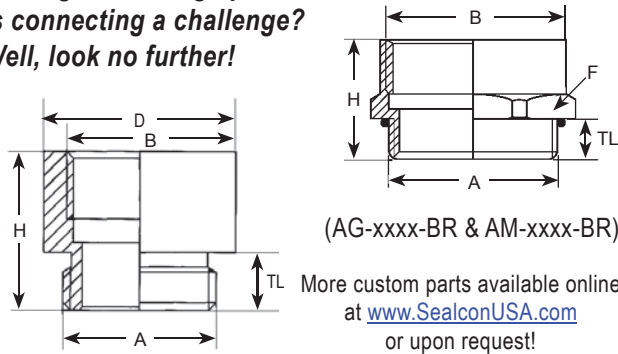 s connecting a challenge?
Well, look no further!
D
B
H
TL
A
B
F
H
TL
A
(AG-xxxx-BR & AM-xxxx-BR)
More custom parts available online
at www.SealconUSA.com
or upon request!